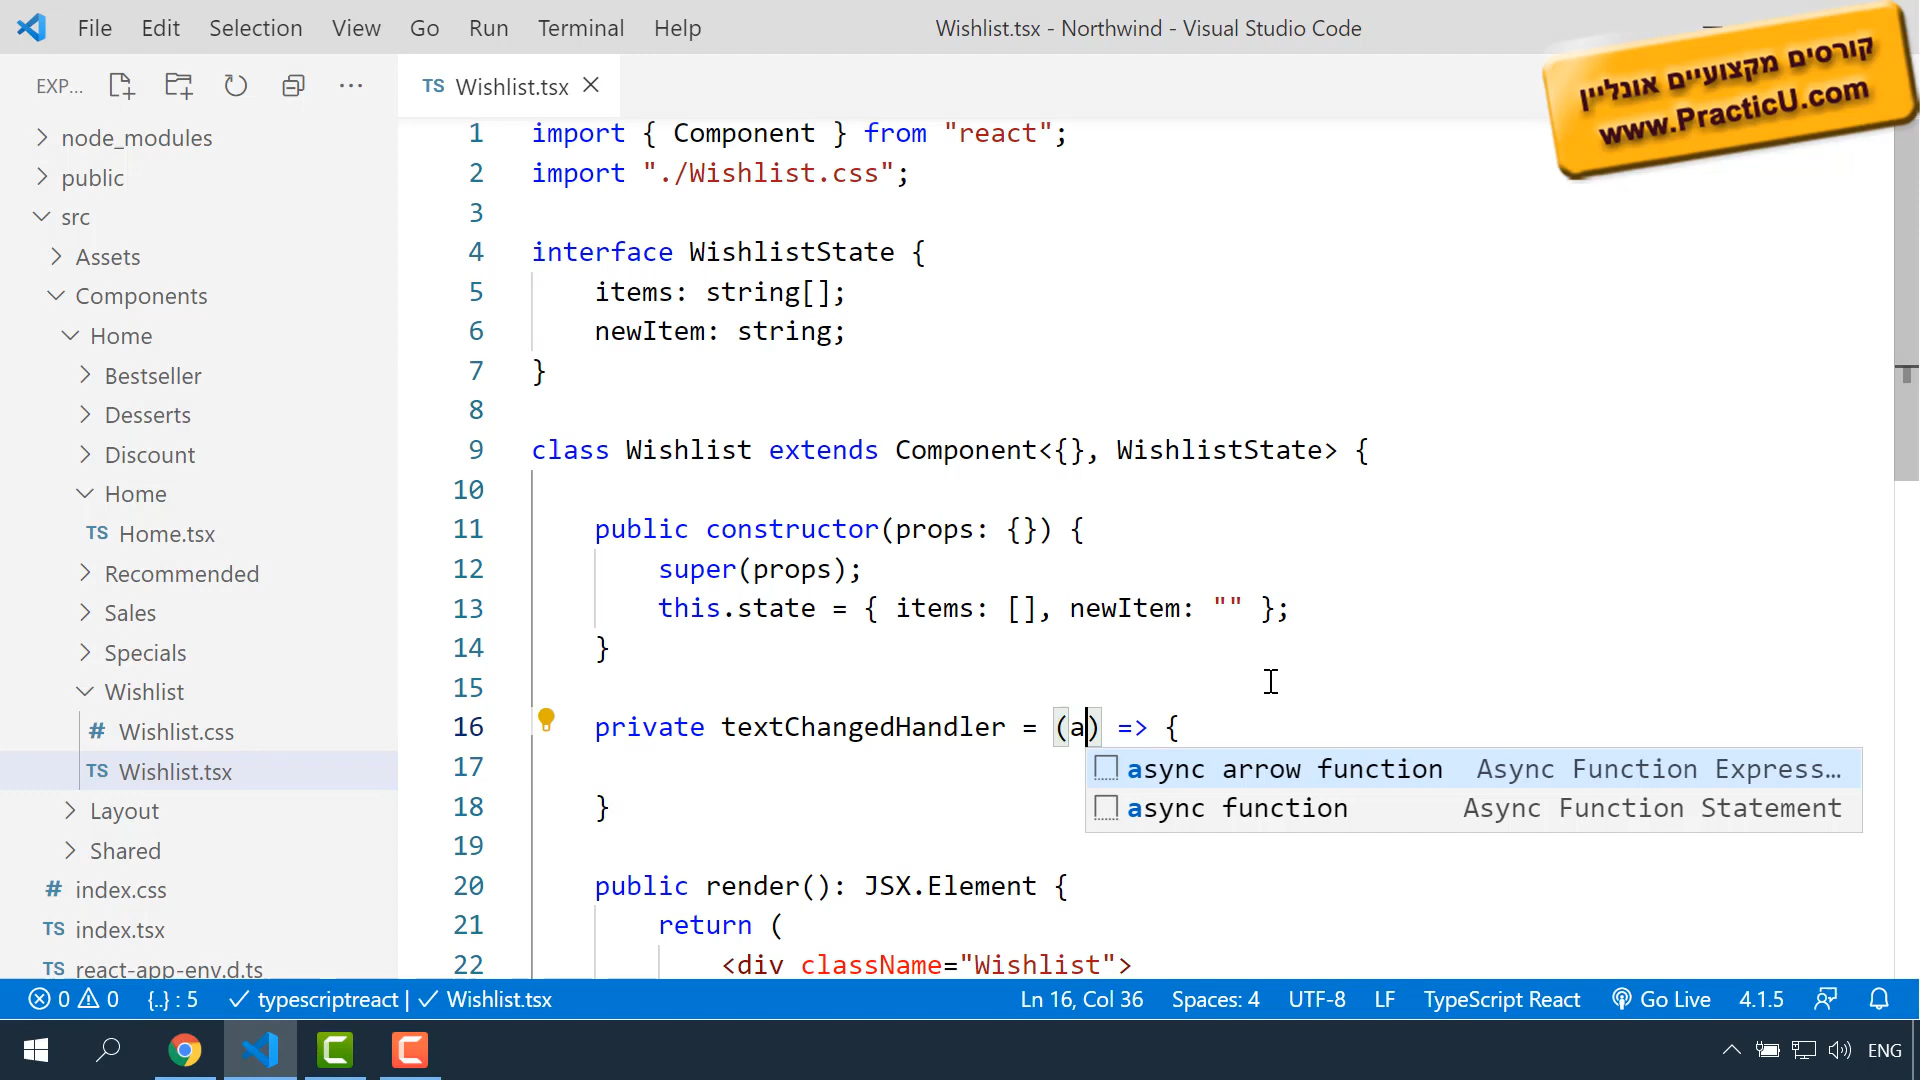 File Edit Selection View Go Run Terminal Help
Wishlist.tsx - Northwind - Visual Studio Code
קורסים מקצועיים אונליין
www.PracticU.com
EXP... ...
TS Wishlist.tsx
node_modules
public
src
Assets
Components
Home
Bestseller
Desserts
Discount
Home
TS Home.tsx
Recommended
Sales
Specials
Wishlist
# Wishlist.css
TS Wishlist.tsx
Layout
Shared
# index.css
TS index.tsx
TS react-app-env.d.ts
1 import { Component } from "react";
2 import "./Wishlist.css";
3
4 interface WishlistState {
5 items: string[];
6 newItem: string;
7 }
8
9 class Wishlist extends Component<{}, WishlistState> {
10
11 public constructor(props: {}) {
12 super(props);
13 this.state = { items: [], newItem: "" };
14 }
15
16 private textChangedHandler = (a) => {
17
async arrow function Async Function Express...
18 }
async function Async Function Statement
19
20 public render(): JSX.Element {
21 return (
22 <div className="Wishlist">
0 0 {..} : 5 typescriptreact | Wishlist.tsx Ln 16, Col 36 Spaces: 4 UTF-8 LF TypeScript React Go Live 4.1.5
ENG